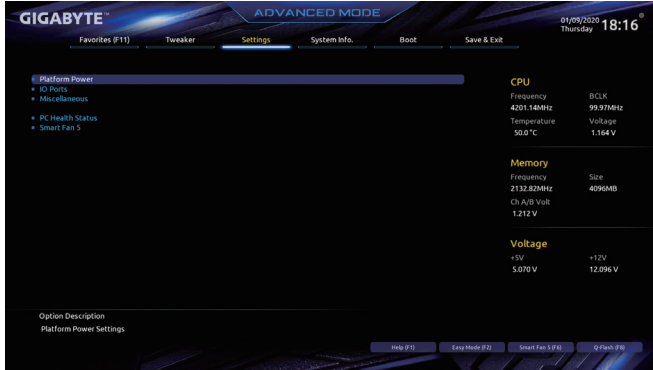 GIGABYTE™
ADVANCED MODE
01/09/2020 Thursday 18:16
Favorites (F11) Tweaker Settings System Info. Boot Save & Exit
Platform Power
IO Ports
Miscellaneous
PC Health Status
Smart Fan 5
CPU
Frequency BCLK
4201.14MHz 99.97MHz
Temperature Voltage
50.0 °C 1.164 V
Memory
Frequency Size
2132.82MHz 4096MB
Ch A/B Volt
1.212 V
Voltage
+5V +12V
5.070 V 12.096 V
Option Description
Platform Power Settings
Help (F1) Easy Mode (F2) Smart Fan 5 (F6) Q-Flash (F8)